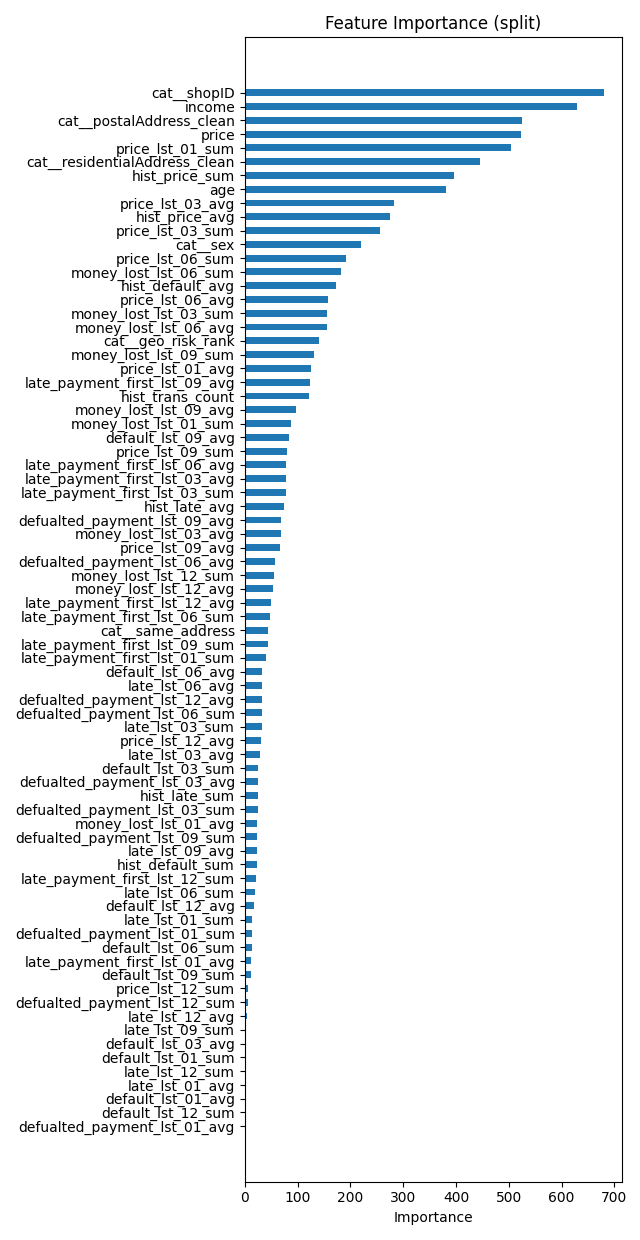 Feature Importance (split)
cat__shopID
income
cat__postalAddress_clean
price
price_lst_01_sum
cat__residentialAddress_clean
hist_price_sum
age
price_lst_03_avg
hist_price_avg
price_lst_03_sum
cat__sex
price_lst_06_sum
money_lost_lst_06_sum
hist_default_avg
price_lst_06_avg
money_lost_lst_03_sum
money_lost_lst_06_avg
cat__geo_risk_rank
money_lost_lst_09_sum
price_lst_01_avg
late_payment_first_lst_09_avg
hist_trans_count
money_lost_lst_09_avg
money_lost_lst_01_sum
default_lst_09_avg
price_lst_09_sum
late_payment_first_lst_06_avg
late_payment_first_lst_03_avg
late_payment_first_lst_03_sum
hist_late_avg
defualted_payment_lst_09_avg
money_lost_lst_03_avg
price_lst_09_avg
defualted_payment_lst_06_avg
money_lost_lst_12_sum
money_lost_lst_12_avg
late_payment_first_lst_12_avg
late_payment_first_lst_06_sum
cat__same_address
late_payment_first_lst_09_sum
late_payment_first_lst_01_sum
default_lst_06_avg
late_lst_06_avg
defualted_payment_lst_12_avg
defualted_payment_lst_06_sum
late_lst_03_sum
price_lst_12_avg
late_lst_03_avg
default_lst_03_sum
defualted_payment_lst_03_avg
hist_late_sum
defualted_payment_lst_03_sum
money_lost_lst_01_avg
defualted_payment_lst_09_sum
late_lst_09_avg
hist_default_sum
late_payment_first_lst_12_sum
late_lst_06_sum
default_lst_12_avg
late_lst_01_sum
defualted_payment_lst_01_sum
default_lst_06_sum
late_payment_first_lst_01_avg
default_lst_09_sum
price_lst_12_sum
defualted_payment_lst_12_sum
late_lst_12_avg
late_lst_09_sum
default_lst_03_avg
default_lst_01_sum
late_lst_12_sum
late_lst_01_avg
default_lst_01_avg
default_lst_12_sum
defualted_payment_lst_01_avg
0 100 200 300 400 500 600 700
Importance